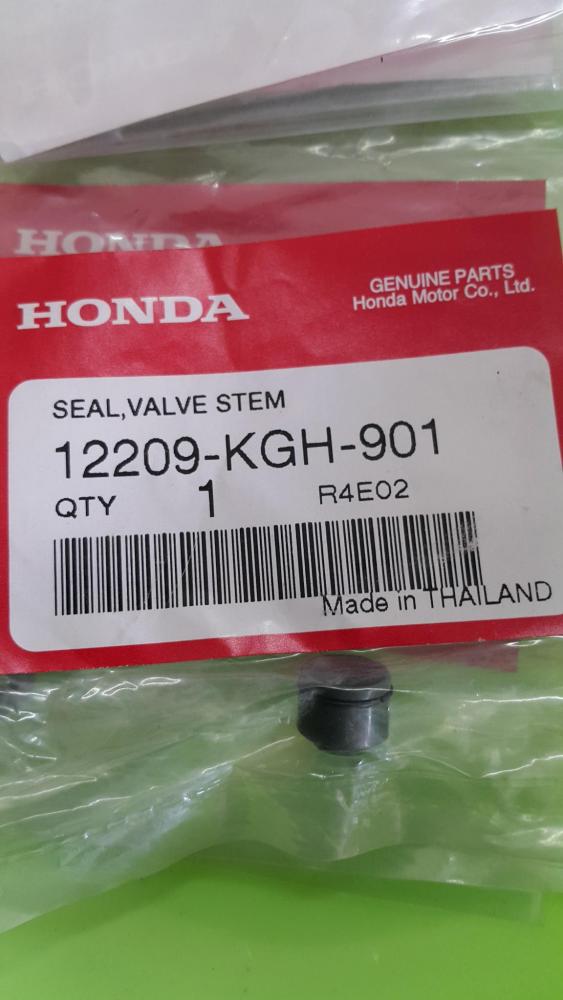 HONDA
HONDA
GENUINE PARTS
Honda Motor Co., Ltd.
SEAL,VALVE STEM
12209-KGH-901
QTY 1 R4E02
Made in THAILAND